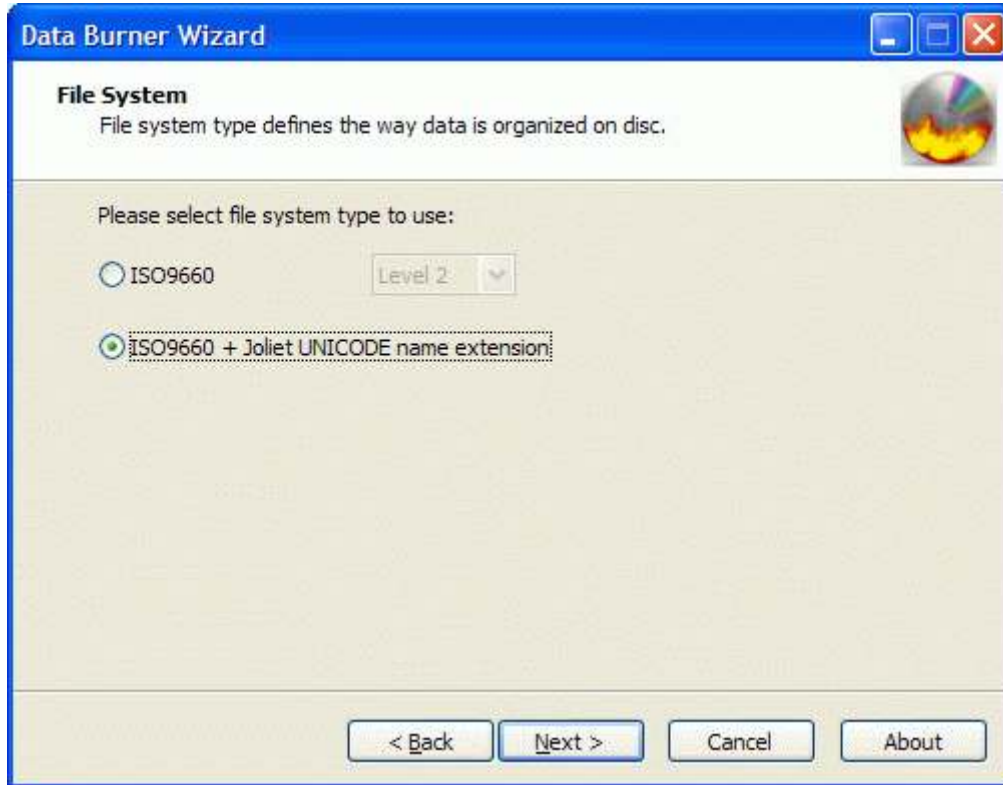 Data Burner Wizard
File System
File system type defines the way data is organized on disc.
Please select file system type to use:
ISO9660 Level 2
ISO9660 + Joliet UNICODE name extension
< Back Next > Cancel About